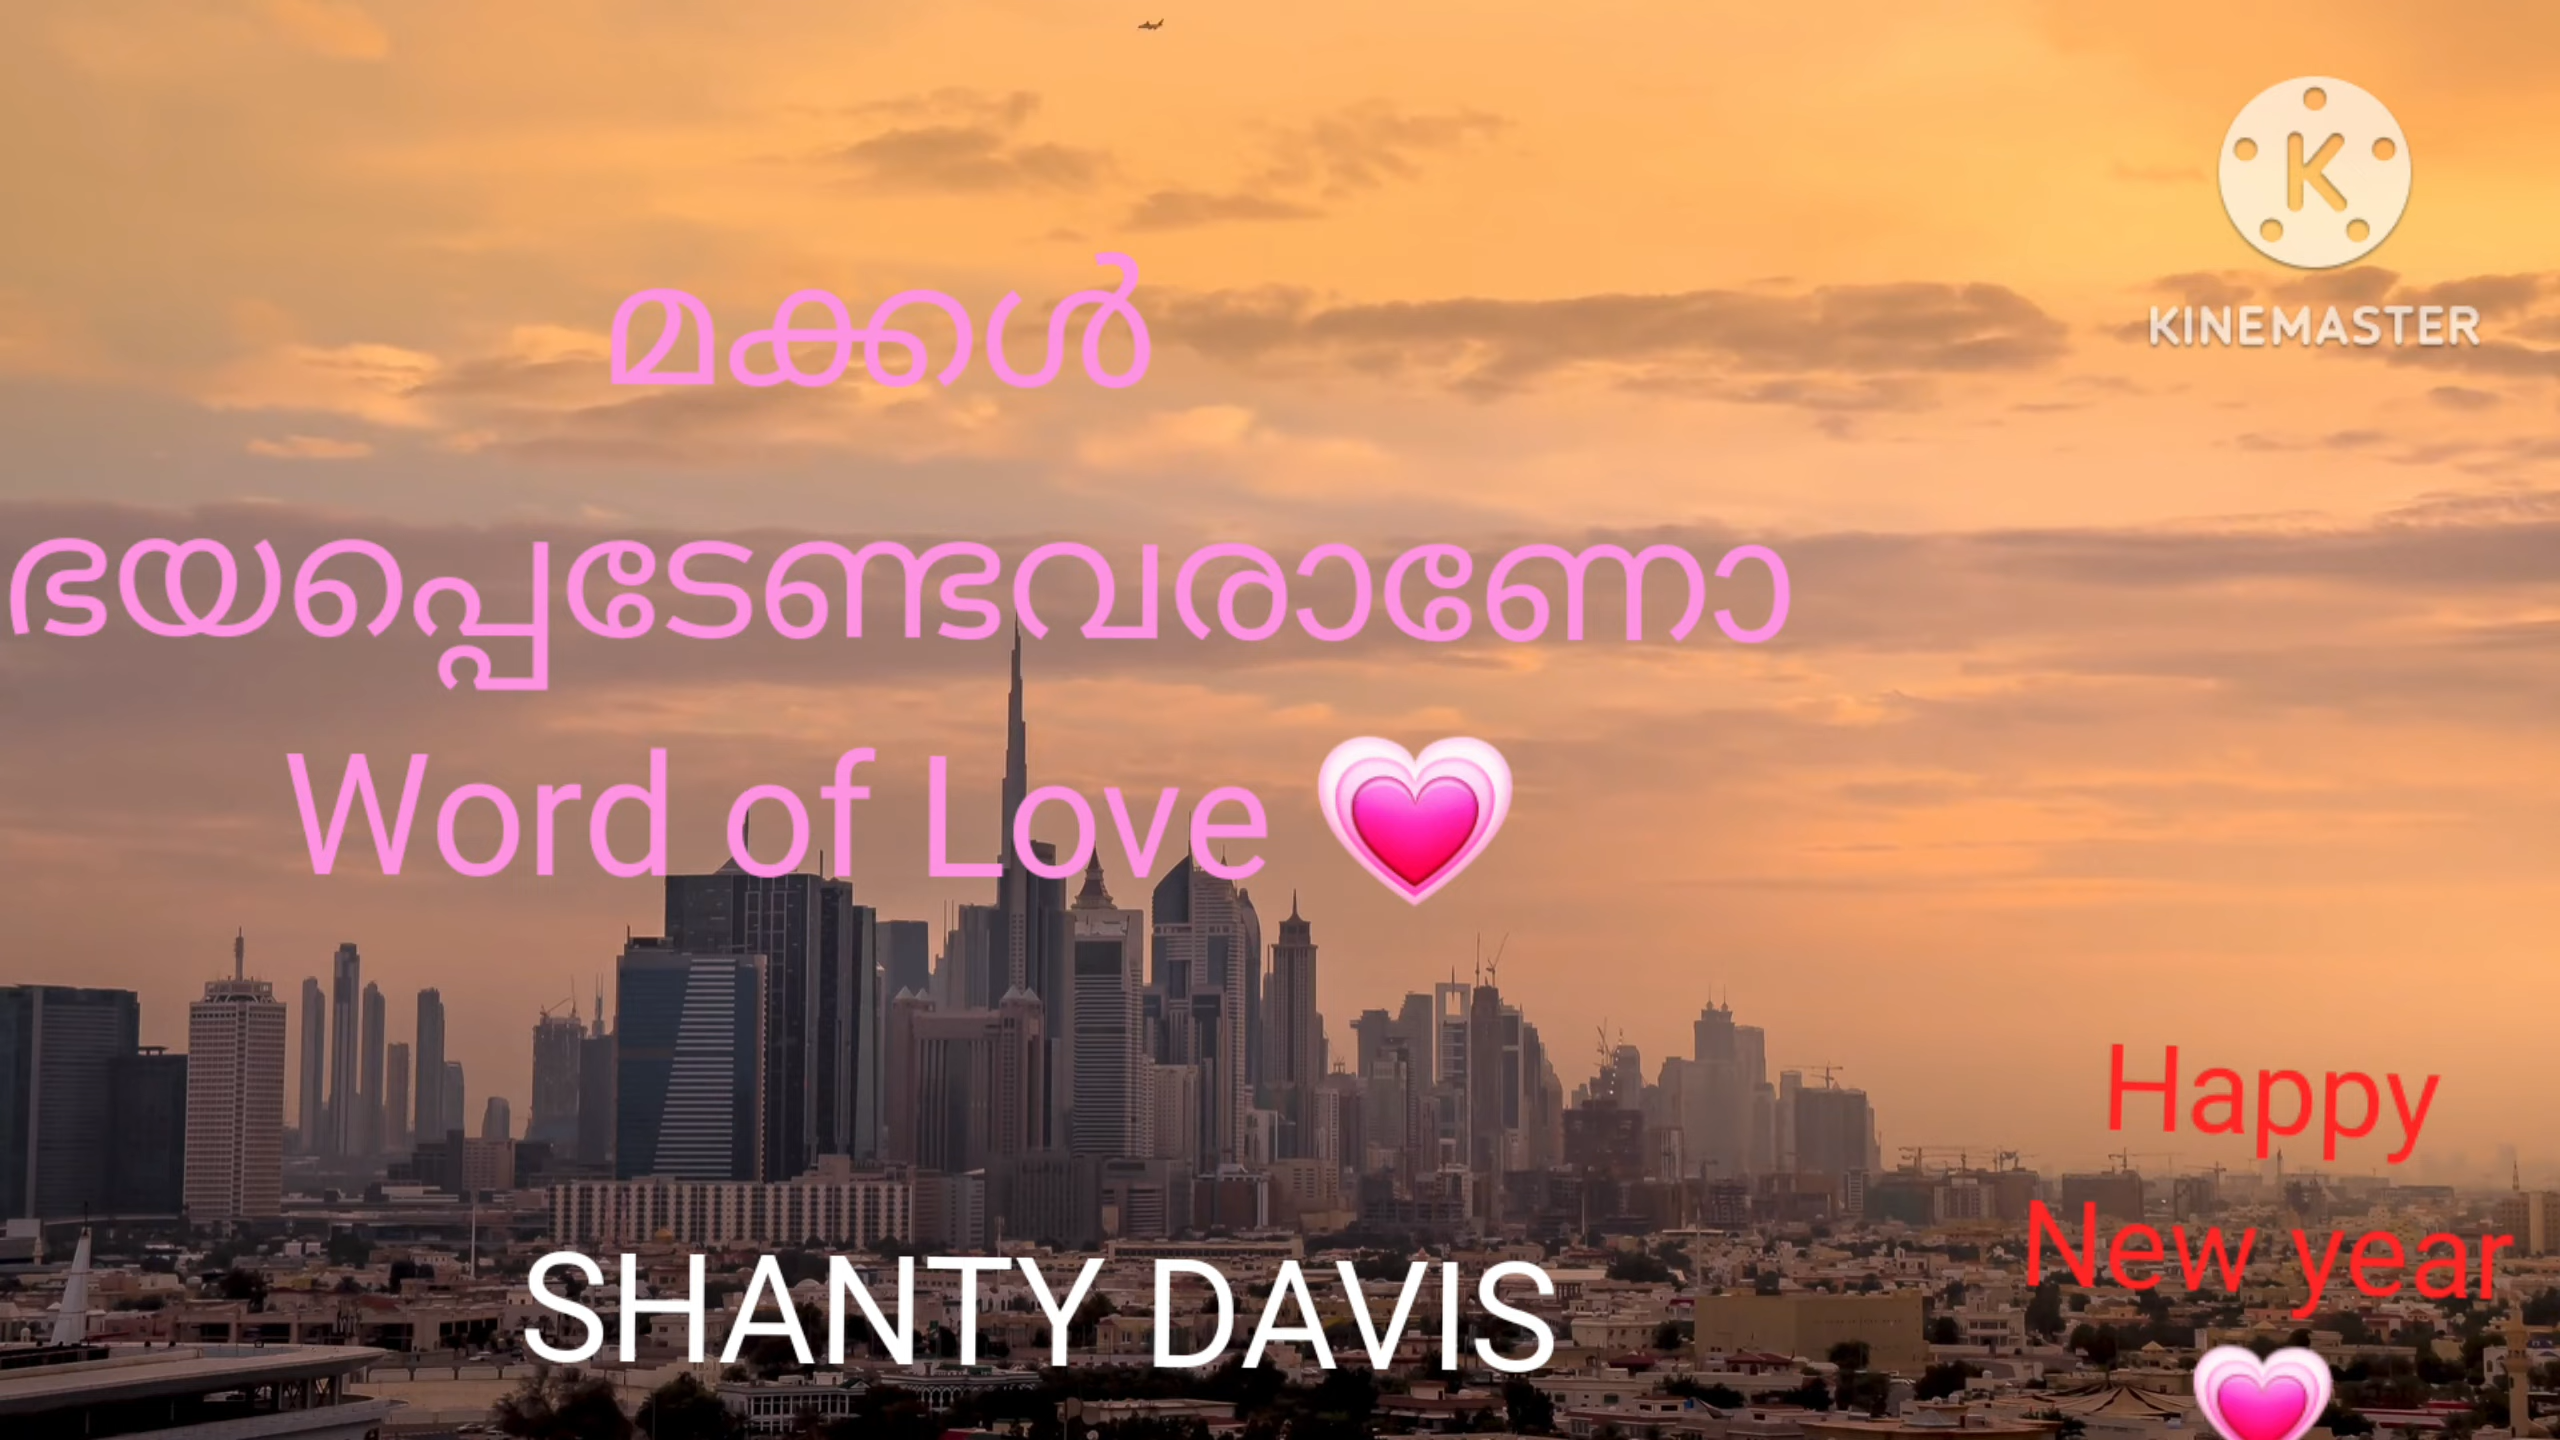 മക്കൾ
ഭയപ്പെടേണ്ടവരാണോ
Word of Love
SHANTY DAVIS
Happy
New year
K
KINEMASTER